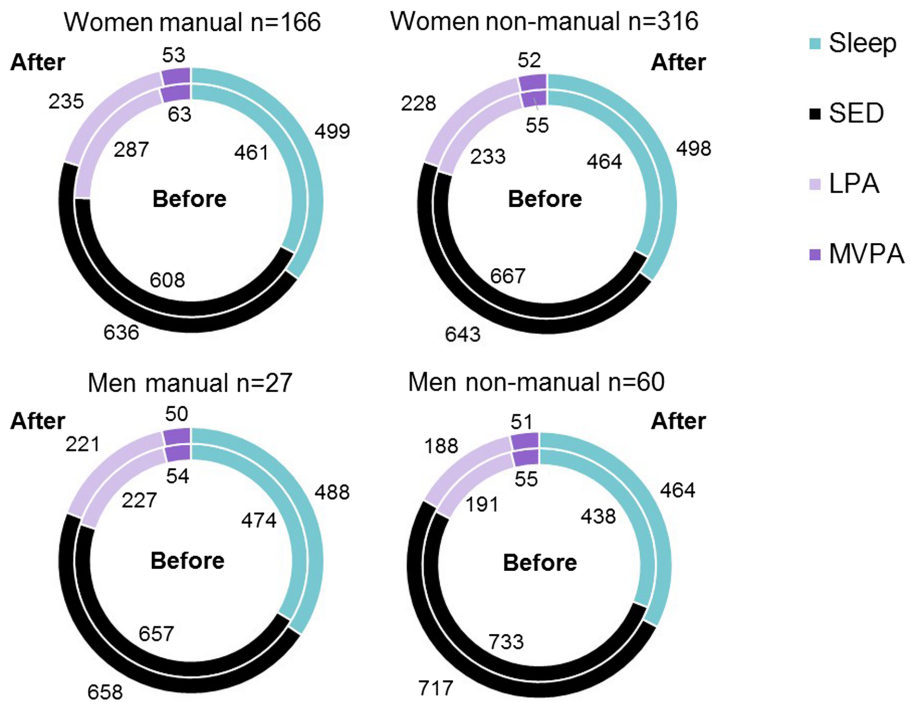 Women manual n=166
After
53
235
63
499
287
461
Before
608
636
Women non-manual n=316
After
52
228
55
498
233
464
Before
667
643
Sleep
SED
LPA
MVPA
Men manual n=27
After
50
221
54
488
227
474
Before
657
658
Men non-manual n=60
After
51
188
55
464
191
438
Before
733
717